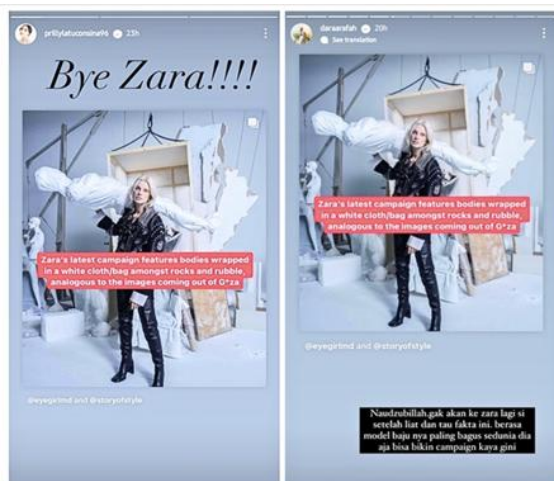 prillylatuconsina96 23h
Bye Zara!!!!
Zara's latest campaign features bodies wrapped
in a white cloth/bag amongst rocks and rubble,
analogous to the images coming out of G*za
@eyegirlmd and @storyofstyle
daraarafah 20h
See translation
Zara's latest campaign features bodies wrapped
in a white cloth/bag amongst rocks and rubble,
analogous to the images coming out of G*za
@eyegirlmd and @storyofstyle
Naudzubillah.gak akan ke zara lagi si
setelah liat dan tau fakta ini. berasa
model baju nya paling bagus sedunia dia
aja bisa bikin campaign kaya gini